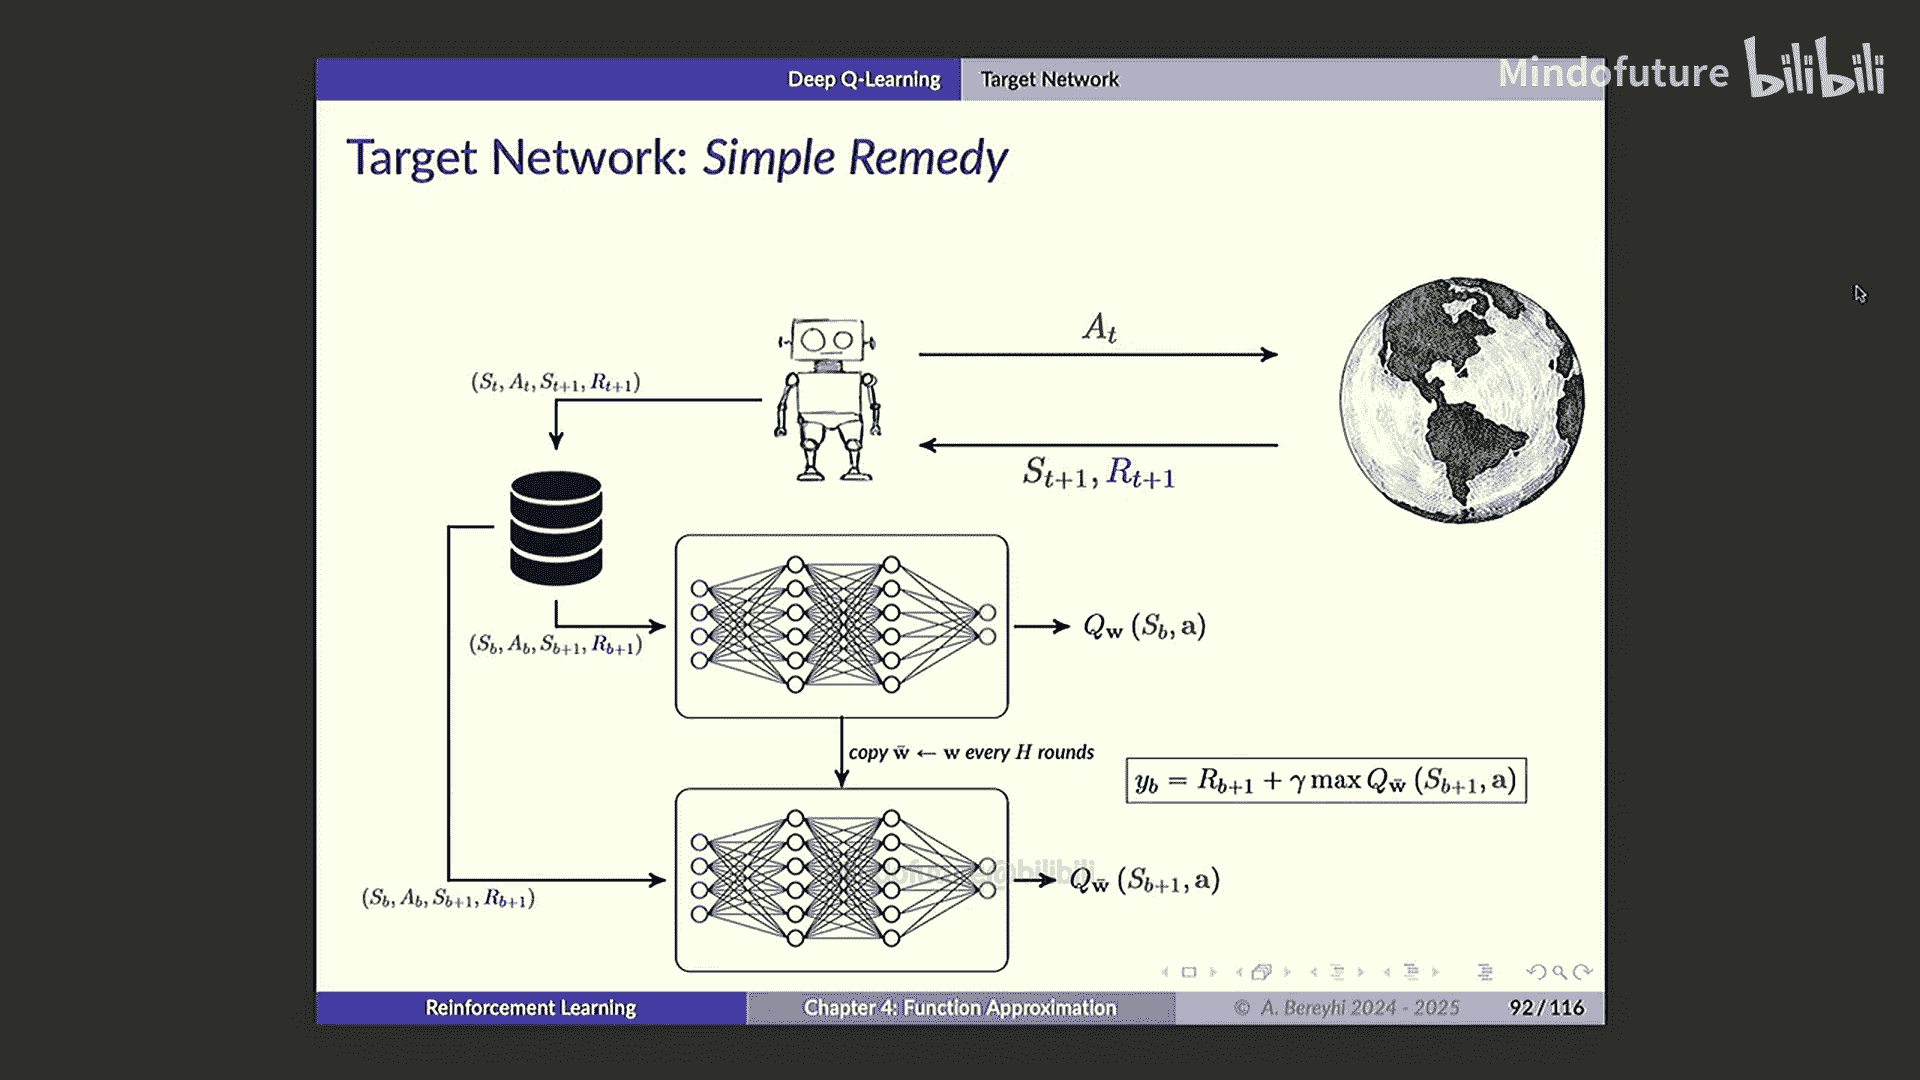 Mindofuture bilibili
Deep Q-Learning Target Network
Target Network: Simple Remedy
A_t
(S_t, A_t, S_{t+1}, R_{t+1})
S_{t+1}, R_{t+1}
Q_w (S_b, a)
(S_b, A_b, S_{b+1}, R_{b+1})
copy w̄ ← w every H rounds
y_b = R_{b+1} + γ max Q_w̄ (S_{b+1}, a)
Q_w̄ (S_{b+1}, a)
(S_b, A_b, S_{b+1}, R_{b+1})
Reinforcement Learning Chapter 4: Function Approximation © A. Bereyhi 2024 - 2025 92 / 116